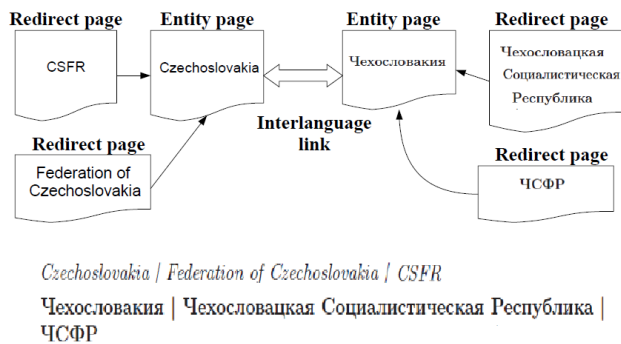 Redirect page
Entity page
Entity page
Redirect page
CSFR
Czechoslovakia
Чехословакия
Чехословацкая
Социалистическая
Республика
Interlanguage
link
Redirect page
Federation of
Czechoslovakia
Redirect page
ЧСФР
Czechoslovakia / Federation of Czechoslovakia / CSFR
Чехословакия | Чехословацкая Социалистическая Республика |
ЧСФР